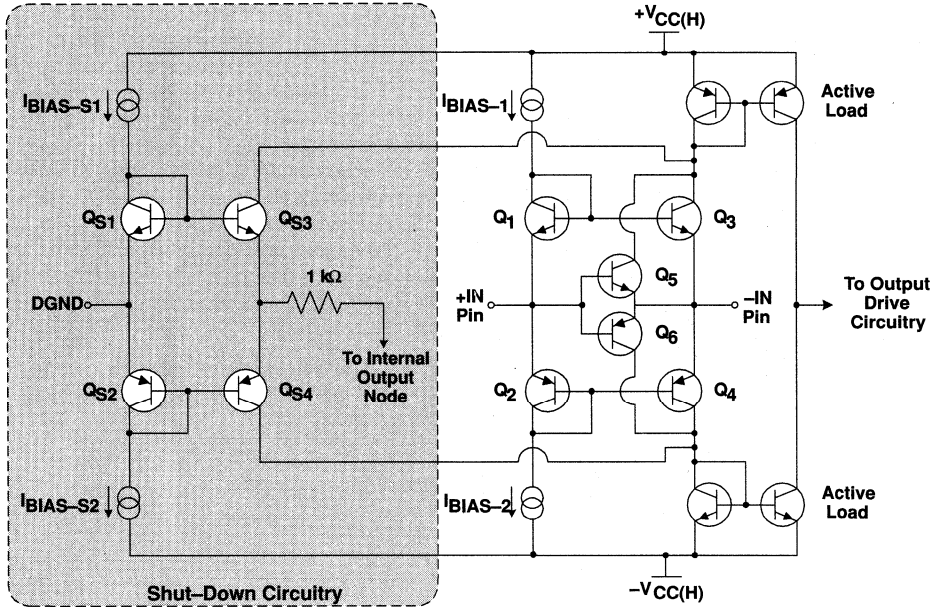 +VCC(H)
IBIAS–S1
IBIAS–1
Active
Load
QS1
QS3
Q1
Q3
1 kΩ
Q5
DGND
+IN
Pin
–IN
Pin
To Output
Drive
Circuitry
Q6
To Internal
Output
Node
QS2
QS4
Q2
Q4
IBIAS–S2
IBIAS–2
Active
Load
Shut–Down Circuitry
–VCC(H)